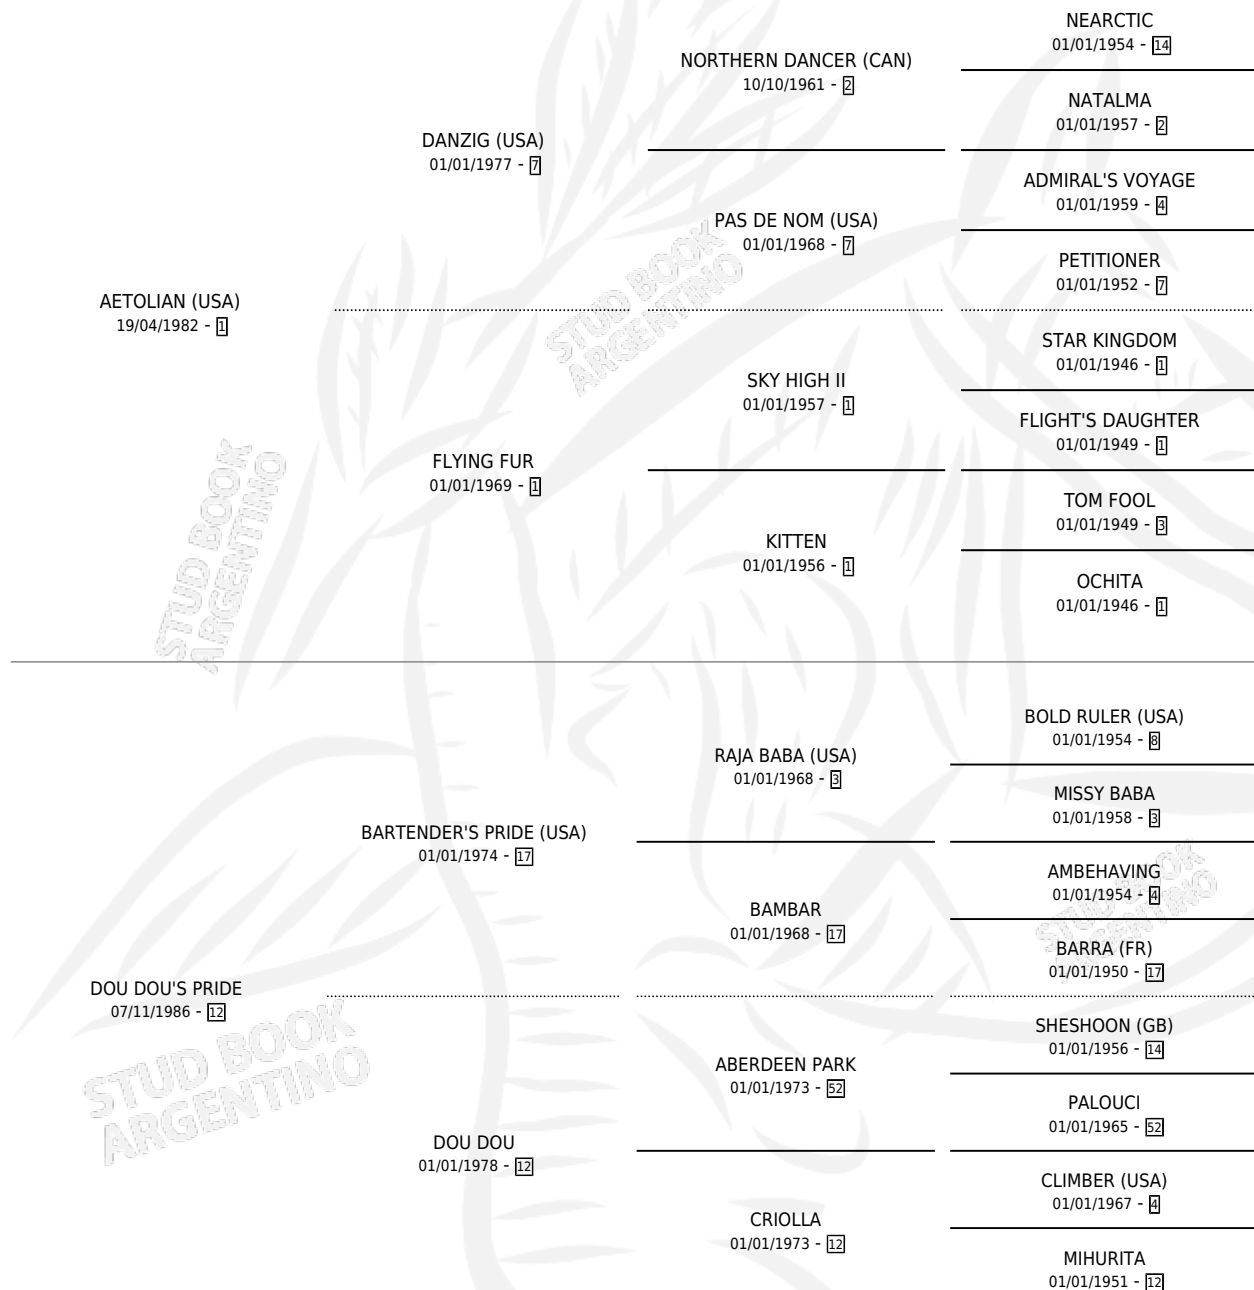 NEARCTIC
01/01/1954 - 14
NORTHERN DANCER (CAN)
10/10/1961 - 2
NATALMA
01/01/1957 - 2
DANZIG (USA)
01/01/1977 - 7
ADMIRAL'S VOYAGE
01/01/1959 - 4
PAS DE NOM (USA)
01/01/1968 - 7
PETITIONER
01/01/1952 - 7
STUD BOOK
ARGENTINO
AETOLIAN (USA)
19/04/1982 - 1
STAR KINGDOM
01/01/1946 - 1
SKY HIGH II
01/01/1957 - 1
FLIGHT'S DAUGHTER
01/01/1949 - 1
FLYING FUR
01/01/1969 - 1
TOM FOOL
01/01/1949 - 3
KITTEN
01/01/1956 - 1
OCHITA
01/01/1946 - 1
STUD BOOK
ARGENTINO
BOLD RULER (USA)
01/01/1954 - 8
RAJA BABA (USA)
01/01/1968 - 3
MISSY BABA
01/01/1958 - 3
BARTENDER'S PRIDE (USA)
01/01/1974 - 17
AMBEHAVING
01/01/1954 - 4
BAMBAR
01/01/1968 - 17
BARRA (FR)
01/01/1950 - 17
STUD BOOK
ARGENTINO
DOU DOU'S PRIDE
07/11/1986 - 12
SHESHOON (GB)
01/01/1956 - 14
ABERDEEN PARK
01/01/1973 - 52
PALOUCI
01/01/1965 - 52
STUD BOOK
ARGENTINO
DOU DOU
01/01/1978 - 12
CLIMBER (USA)
01/01/1967 - 4
CRIOLLA
01/01/1973 - 12
MIHURITA
01/01/1951 - 12